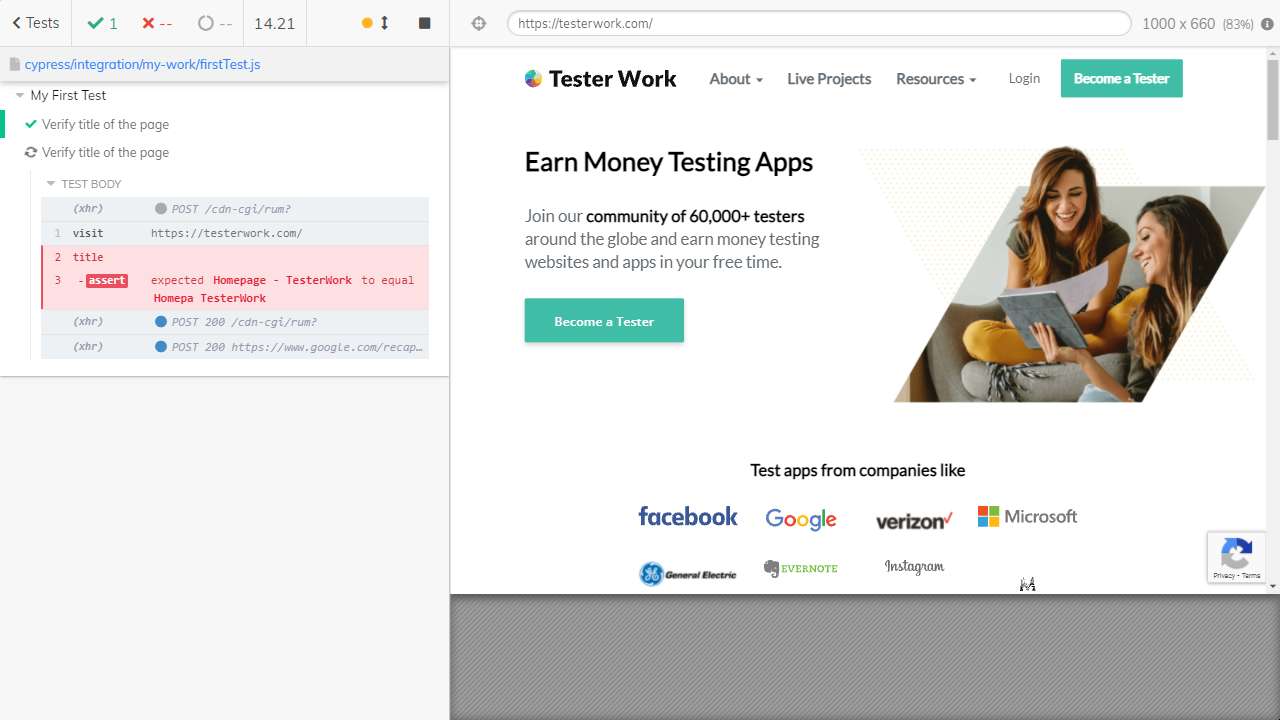 Tests
1
--
--
14.21
https://testerwork.com/
1000 x 660 (83%)
cypress/integration/my-work/firstTest.js
My First Test
Verify title of the page
Verify title of the page
TEST BODY
(xhr) POST /cdn-cgi/rum?
1 visit https://testerwork.com/
2 title
3 -assert expected Homepage - TesterWork to equal
Homepa TesterWork
(xhr) POST 200 /cdn-cgi/rum?
(xhr) POST 200 https://www.google.com/recap…
Tester Work
About
Live Projects
Resources
Login
Become a Tester
Earn Money Testing Apps
Join our community of 60,000+ testers
around the globe and earn money testing
websites and apps in your free time.
Become a Tester
Test apps from companies like
facebook
Google
verizon
Microsoft
GE General Electric
EVERNOTE
Instagram
Privacy - Terms